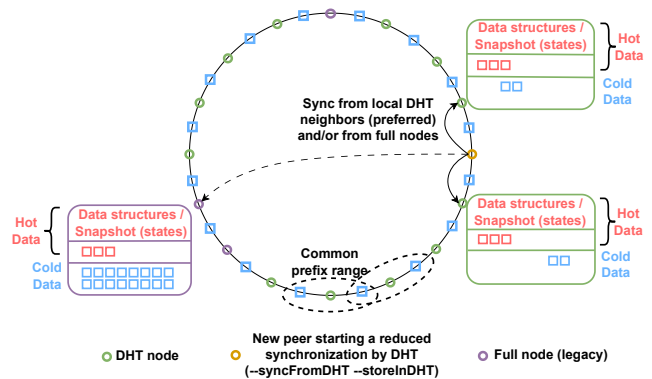 Data structures /
Snapshot (states)
Hot
Data
Cold
Data
Sync from local DHT
neighbors (preferred)
and/or from full nodes
Data structures /
Snapshot (states)
Hot
Data
Cold
Data
Hot
Data
Data structures /
Snapshot (states)
Cold
Data
Common
prefix range
DHT node
New peer starting a reduced
synchronization by DHT
(--syncFromDHT --storeInDHT)
Full node (legacy)